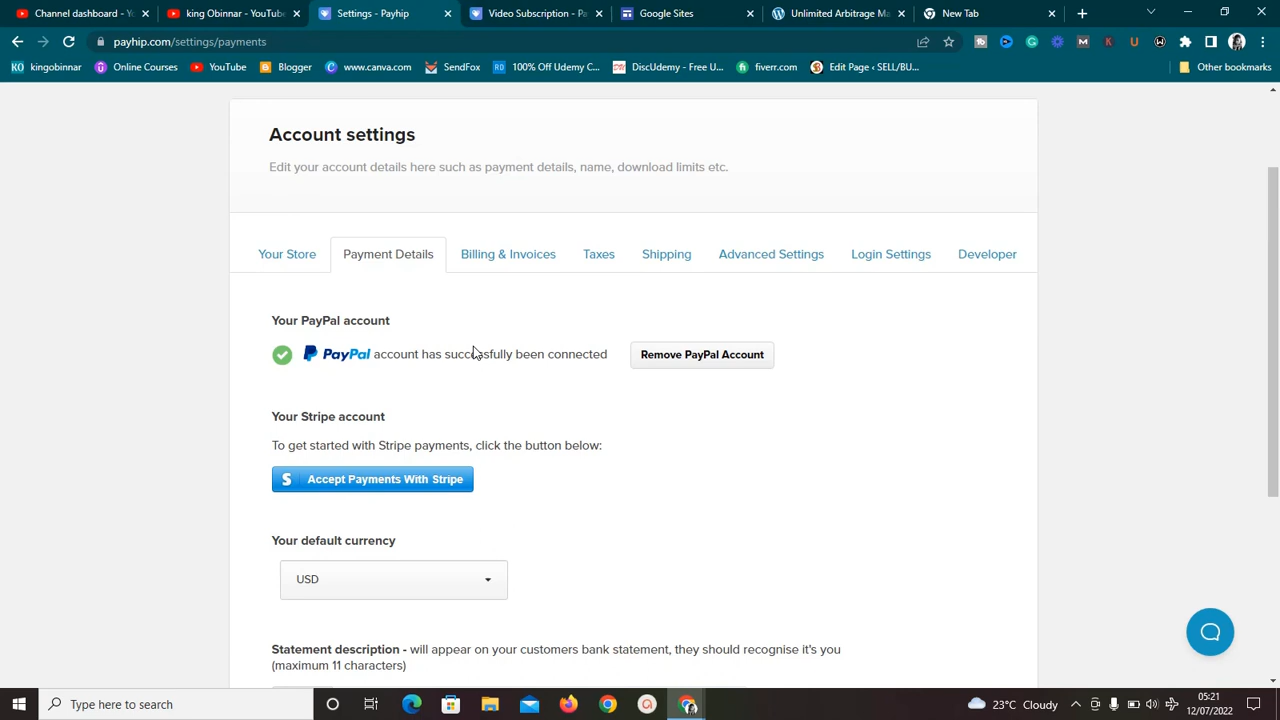 Channel dashboard - Yo
king Obinnar - YouTube
Settings - Payhip
Video Subscription - Pa
Google Sites
Unlimited Arbitrage Ma
New Tab
payhip.com/settings/payments
kingobinnar
Online Courses
YouTube
Blogger
www.canva.com
SendFox
100% Off Udemy C...
DiscUdemy - Free U...
fiverr.com
Edit Page ‹ SELL/BU...
Other bookmarks
Account settings
Edit your account details here such as payment details, name, download limits etc.
Your Store
Payment Details
Billing & Invoices
Taxes
Shipping
Advanced Settings
Login Settings
Developer
Your PayPal account
PayPal account has successfully been connected
Remove PayPal Account
Your Stripe account
To get started with Stripe payments, click the button below:
S Accept Payments With Stripe
Your default currency
USD
Statement description - will appear on your customers bank statement, they should recognise it's you
(maximum 11 characters)
Type here to search
23°C Cloudy
05:21
12/07/2022